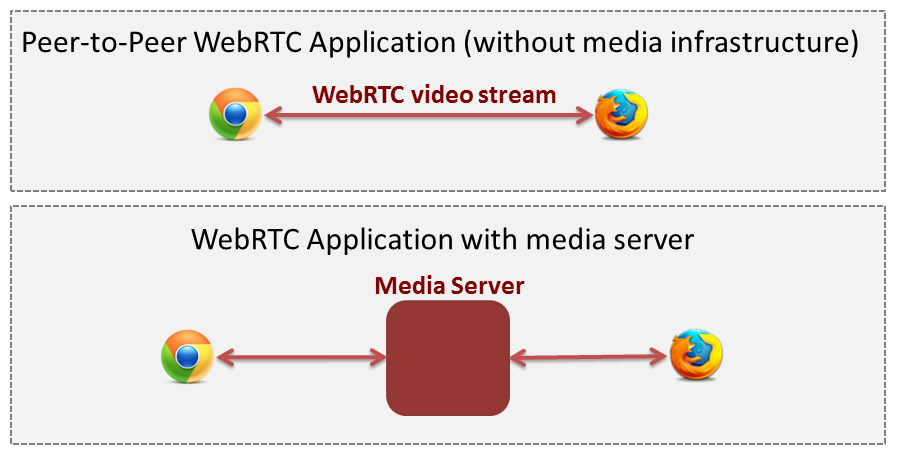 Peer-to-Peer WebRTC Application (without media infrastructure)
WebRTC video stream
WebRTC Application with media server
Media Server